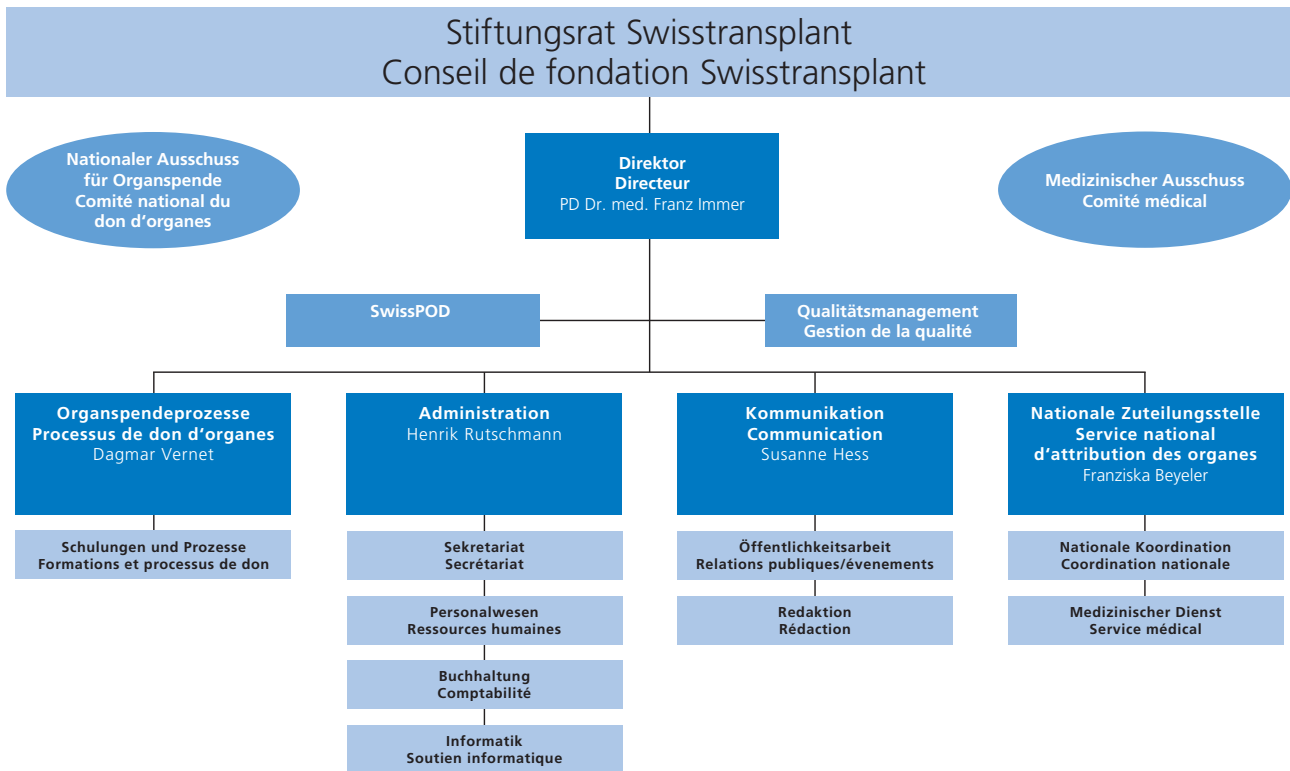 Stiftungsrat Swisstransplant
Conseil de fondation Swisstransplant
Nationaler Ausschuss
für Organspende
Comité national du
don d'organes
Direktor
Directeur
PD Dr. med. Franz Immer
Medizinischer Ausschuss
Comité médical
SwissPOD
Qualitätsmanagement
Gestion de la qualité
Organspendeprozesse
Processus de don d'organes
Dagmar Vernet
Administration
Henrik Rutschmann
Kommunikation
Communication
Susanne Hess
Nationale Zuteilungsstelle
Service national
d'attribution des organes
Franziska Beyeler
Schulungen und Prozesse
Formations et processus de don
Sekretariat
Secrétariat
Öffentlichkeitsarbeit
Relations publiques/évenements
Nationale Koordination
Coordination nationale
Personalwesen
Ressources humaines
Redaktion
Rédaction
Medizinischer Dienst
Service médical
Buchhaltung
Comptabilité
Informatik
Soutien informatique